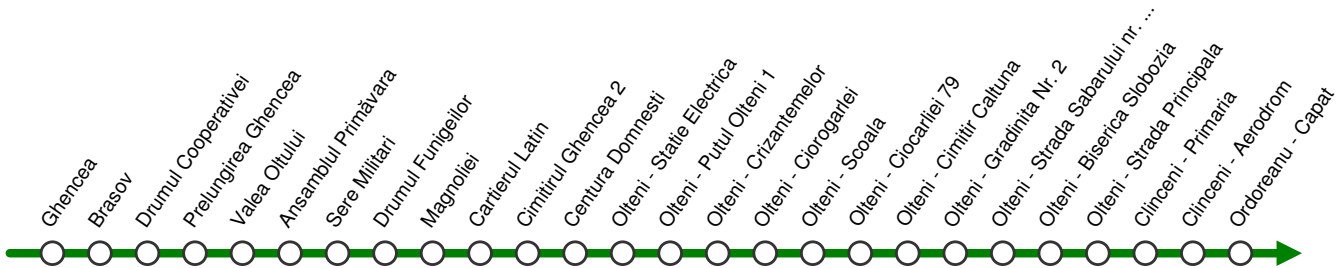 Ghencea
Brasov
Drumul Cooperativei
Prelungirea Ghencea
Valea Oltului
Ansamblul Primăvara
Sere Militari
Drumul Funigeilor
Magnoliei
Cartierul Latin
Cimitirul Ghencea 2
Centura Domnesti
Olteni - Statie Electrica
Olteni - Putul Olteni 1
Olteni - Crizantemelor
Olteni - Ciorogarlei
Olteni - Scoala
Olteni - Ciocarliei 79
Olteni - Cimitir Caltuna
Olteni - Gradinita Nr. 2
Olteni - Strada Sabarului nr. ...
Olteni - Biserica Slobozia
Olteni - Strada Principala
Clinceni - Primaria
Clinceni - Aerodrom
Ordoreanu - Capat